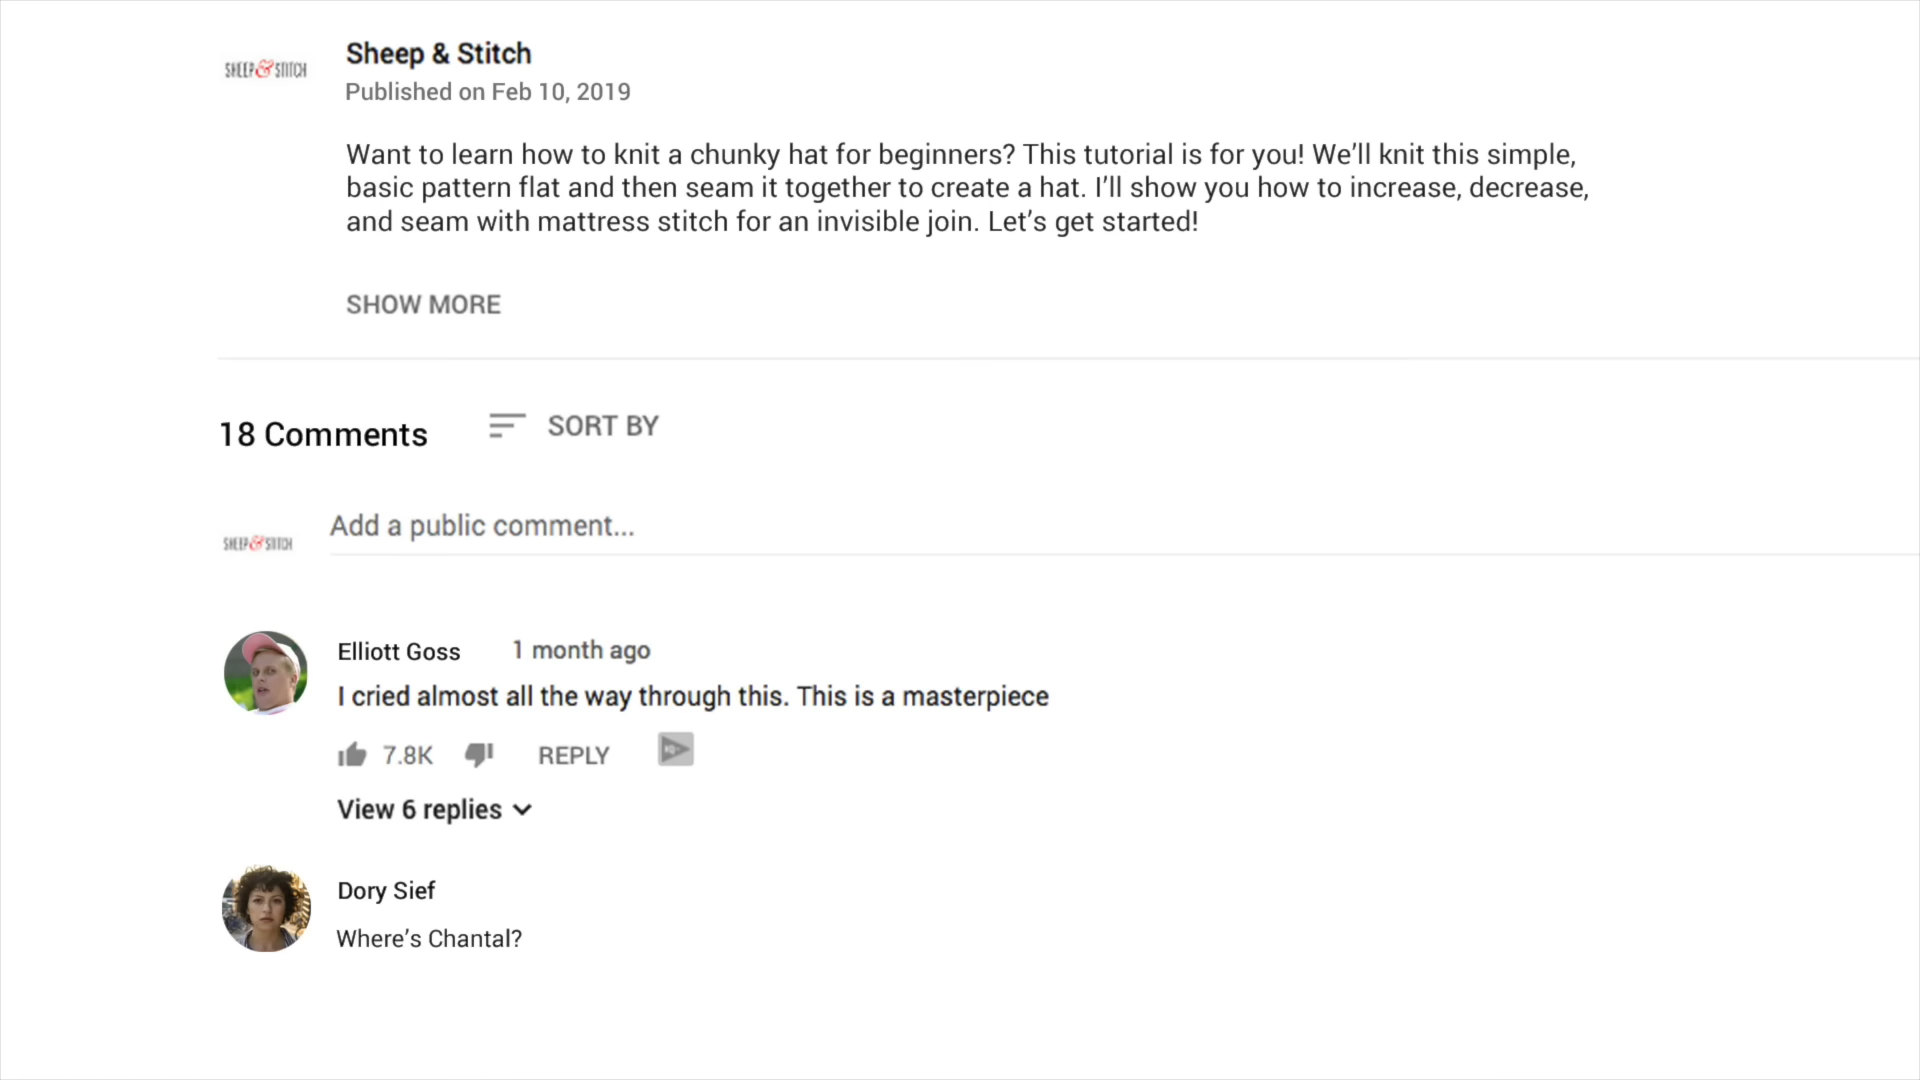 SHEEP & STITCH
Sheep & Stitch
Published on Feb 10, 2019
Want to learn how to knit a chunky hat for beginners? This tutorial is for you! We’ll knit this simple,
basic pattern flat and then seam it together to create a hat. I’ll show you how to increase, decrease,
and seam with mattress stitch for an invisible join. Let’s get started!
SHOW MORE
18 Comments SORT BY
SHEEP & STITCH
Add a public comment...
Elliott Goss 1 month ago
I cried almost all the way through this. This is a masterpiece
7.8K REPLY
View 6 replies
Dory Sief
Where’s Chantal?